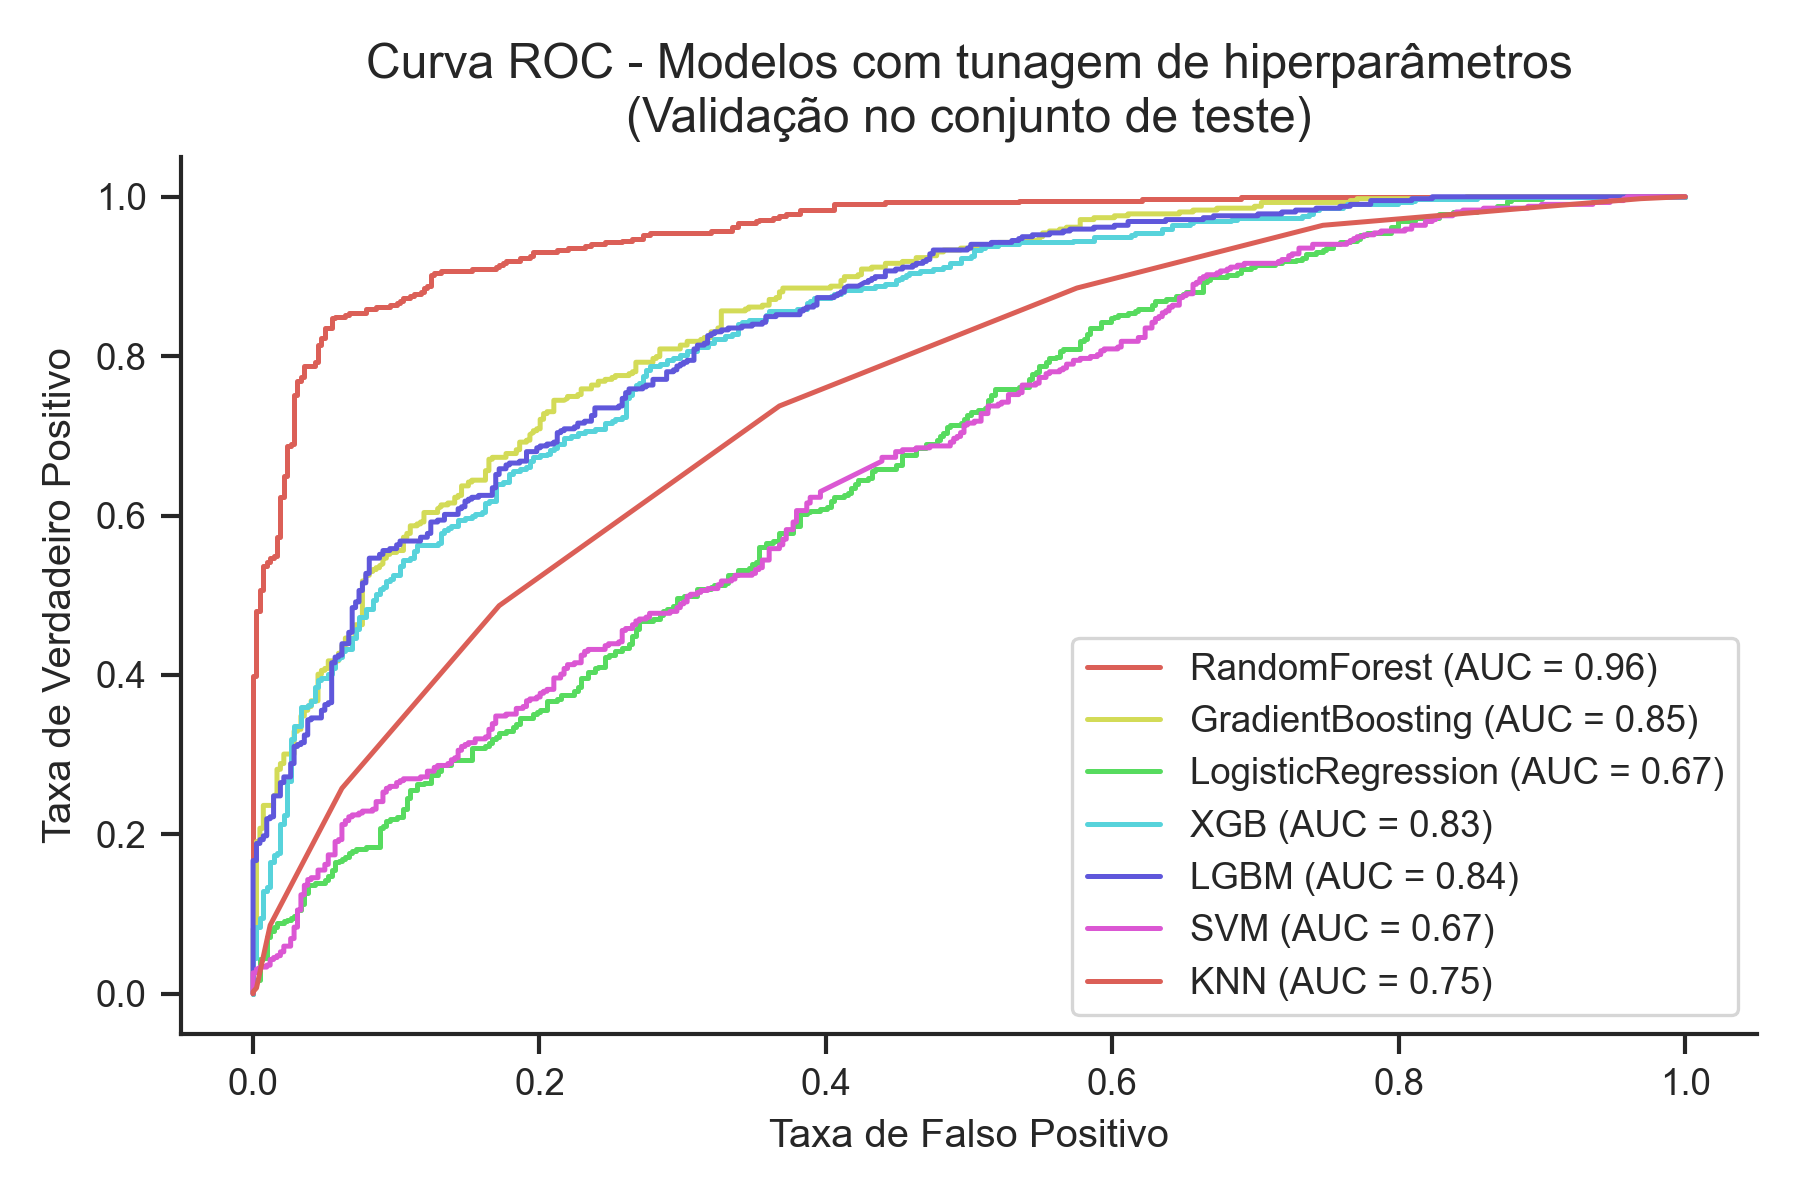 Curva ROC - Modelos com tunagem de hiperparâmetros
(Validação no conjunto de teste)
Taxa de Verdadeiro Positivo
1.0
0.8
0.6
0.4
0.2
0.0
RandomForest (AUC = 0.96)
GradientBoosting (AUC = 0.85)
LogisticRegression (AUC = 0.67)
XGB (AUC = 0.83)
LGBM (AUC = 0.84)
SVM (AUC = 0.67)
KNN (AUC = 0.75)
0.0 0.2 0.4 0.6 0.8 1.0
Taxa de Falso Positivo